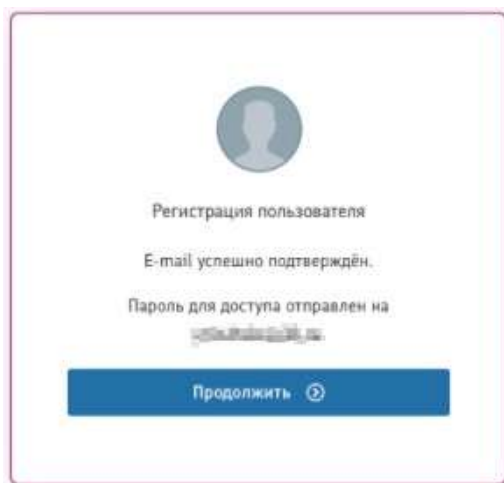 Регистрация пользователя
E-mail успешно подтверждён.
Пароль для доступа отправлен на
Продолжить